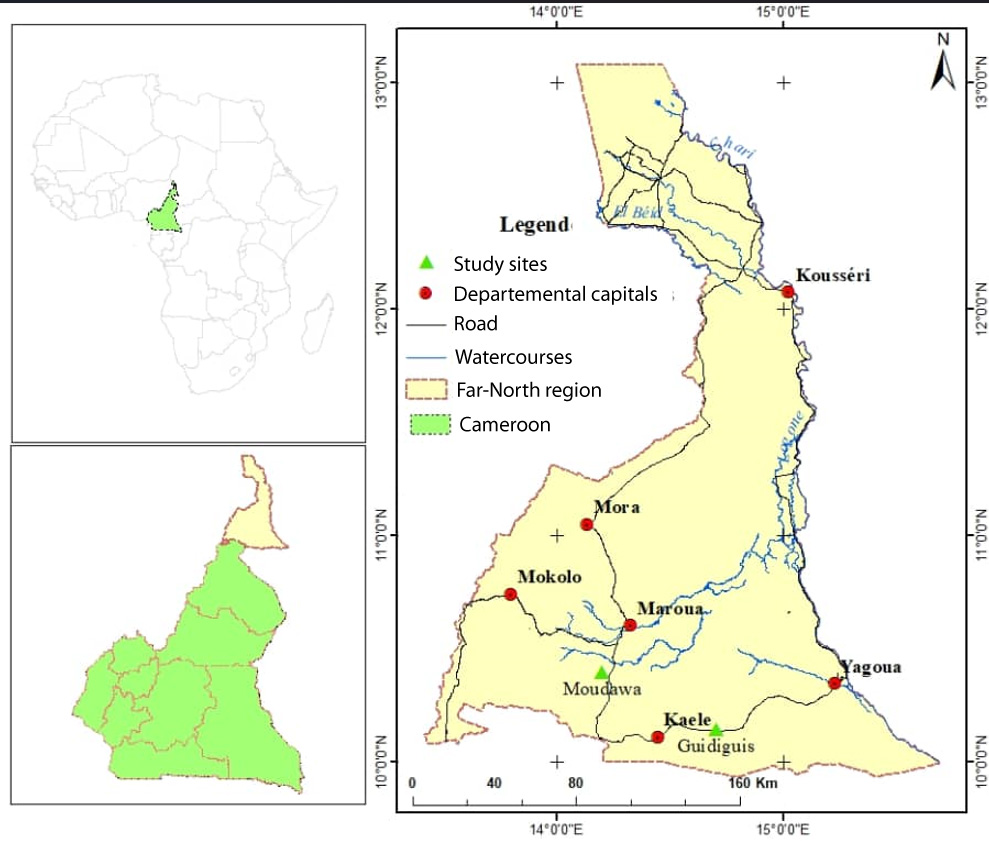 14°0'0"E 15°0'0"E
N
13°0'0"N 13°0'0"N
Chari
El Béid
Legend
Study sites
Departemental capitals
Road
Watercourses
Far-North region
Cameroon
Kousséri
12°0'0"N 12°0'0"N
Logone
Mora
11°0'0"N 11°0'0"N
Mokolo
Maroua
Yagoua
Moudawa
Kaele
Guidiguis
10°0'0"N 10°0'0"N
0 40 80 160 Km
14°0'0"E 15°0'0"E